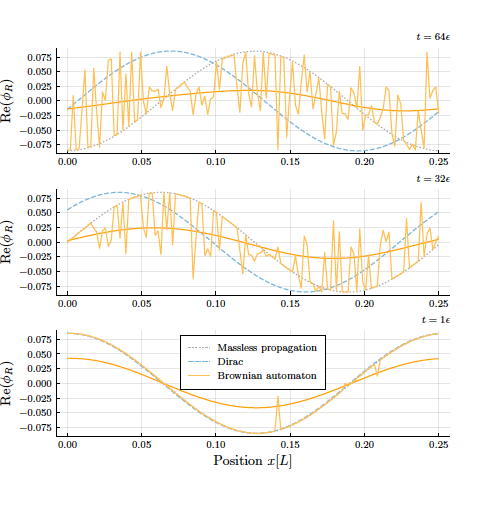 t = 64ϵ
0.075
0.050
0.025
0.000
−0.025
−0.050
−0.075
Re(ϕ_R)
0.00 0.05 0.10 0.15 0.20 0.25
t = 32ϵ
0.075
0.050
0.025
0.000
−0.025
−0.050
−0.075
Re(ϕ_R)
0.00 0.05 0.10 0.15 0.20 0.25
t = 1ϵ
0.075
0.050
0.025
0.000
−0.025
−0.050
−0.075
Re(ϕ_R)
Massless propagation
Dirac
Brownian automaton
0.00 0.05 0.10 0.15 0.20 0.25
Position x[L]